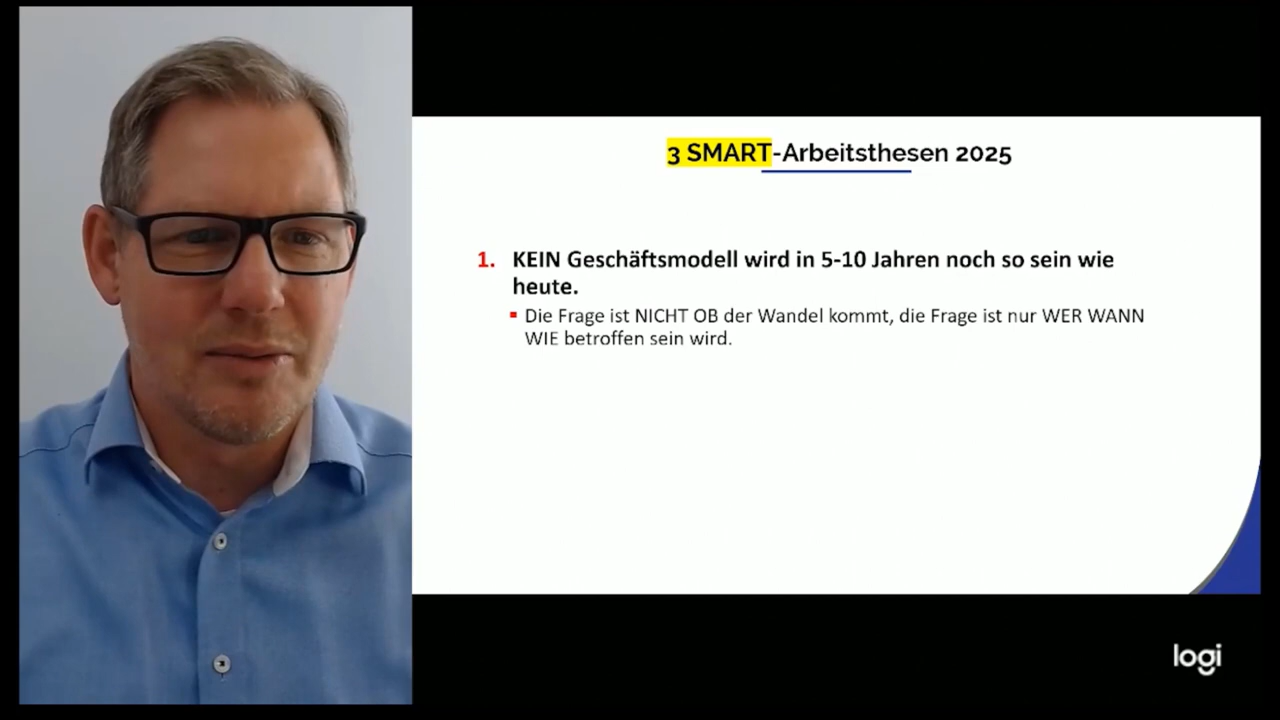 3 SMART-Arbeitsthesen 2025
1. KEIN Geschäftsmodell wird in 5-10 Jahren noch so sein wie
heute.
▪ Die Frage ist NICHT OB der Wandel kommt, die Frage ist nur WER WANN
WIE betroffen sein wird.
logi